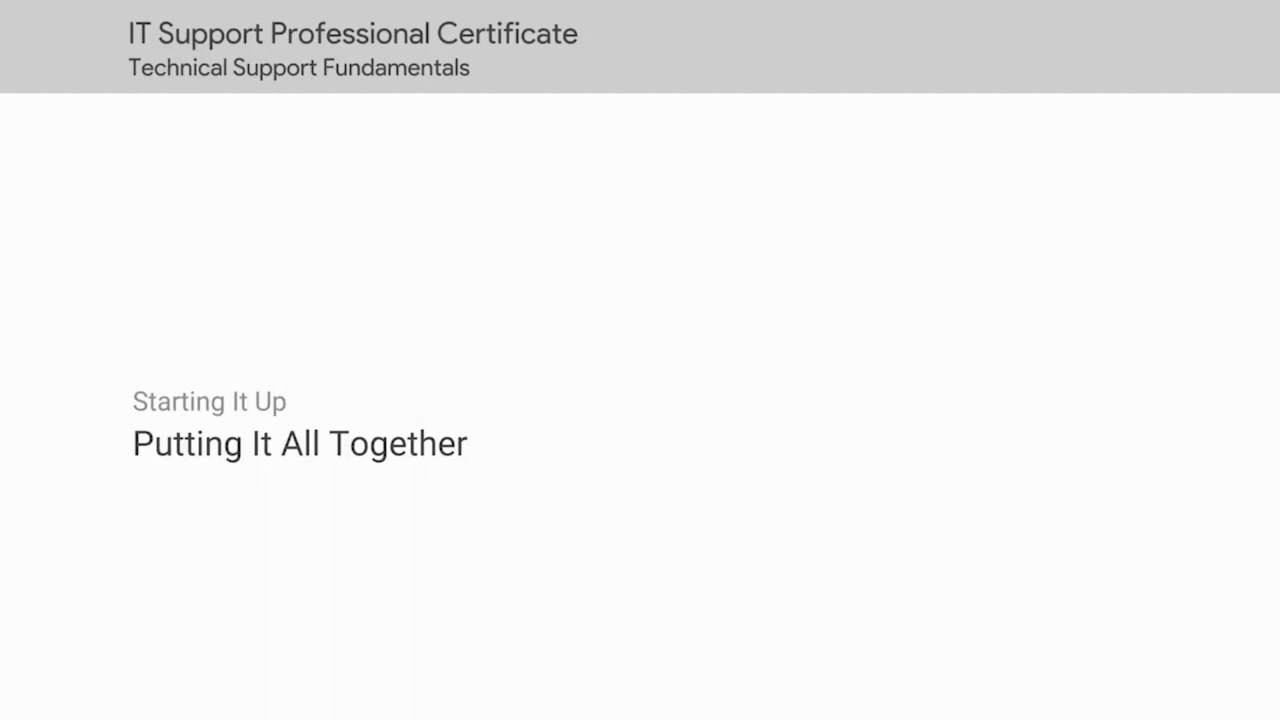 IT Support Professional Certificate
Technical Support Fundamentals
Starting It Up
Putting It All Together